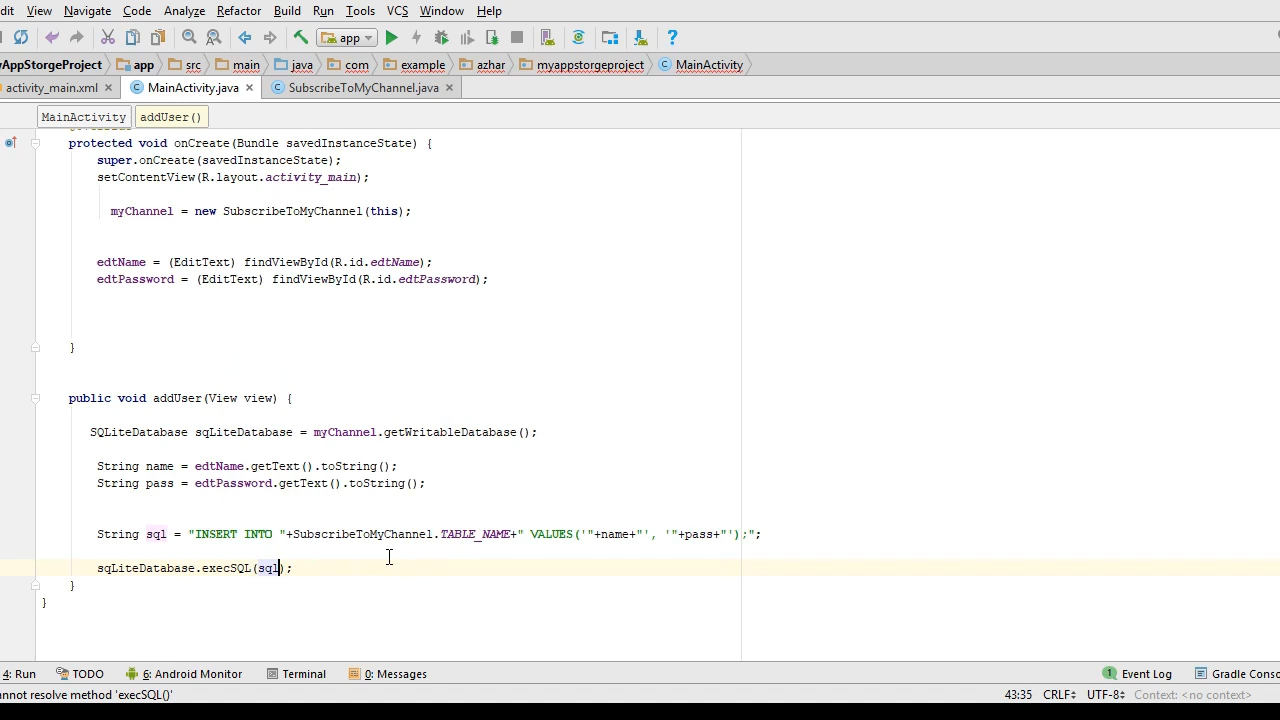 dit View Navigate Code Analyze Refactor Build Run Tools VCS Window Help
app
yAppStorgeProject app src main java com example azhar myappstorgeproject MainActivity
activity_main.xml MainActivity.java SubscribeToMyChannel.java
MainActivity addUser()
protected void onCreate(Bundle savedInstanceState) {
super.onCreate(savedInstanceState);
setContentView(R.layout.activity_main);
myChannel = new SubscribeToMyChannel(this);
edtName = (EditText) findViewById(R.id.edtName);
edtPassword = (EditText) findViewById(R.id.edtPassword);
}
public void addUser(View view) {
SQLiteDatabase sqLiteDatabase = myChannel.getWritableDatabase();
String name = edtName.getText().toString();
String pass = edtPassword.getText().toString();
String sql = "INSERT INTO "+SubscribeToMyChannel.TABLE_NAME+" VALUES('"+name+"', '"+pass+"');";
sqLiteDatabase.execSQL(sql);
}
}
4: Run TODO 6: Android Monitor Terminal 0: Messages 1 Event Log Gradle Conso
nnot resolve method 'execSQL()' 43:35 CRLF UTF-8 Context: <no context>